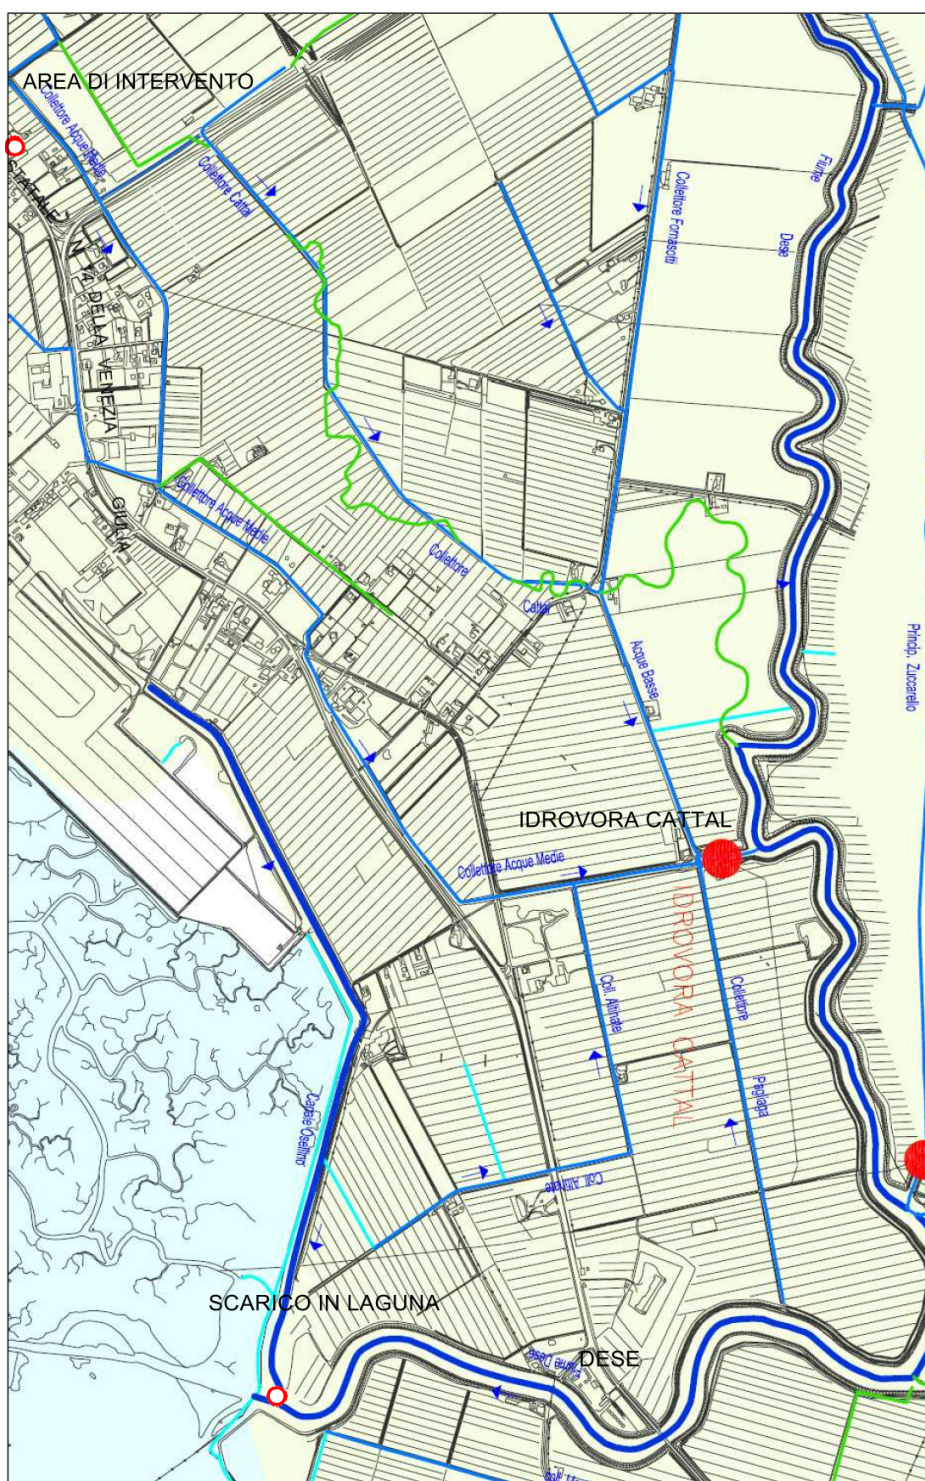 AREA DI INTERVENTO
Collettore Acque Medie
STATALE N. 14 DELLA VENEZIA GIULIA
Collettore Cattal
Collettore Fornasotti
Fiume
Dese
Collettore Acque Medie
Collettore
Cattal
Acque Basse
Princip. Zuccarello
IDROVORA CATTAL
Collettore Acque Medie
IDROVORA CATTAL
Coll. Altinate
Collettore
Pagliaga
Canale Osellino
Coll. Altinate
SCARICO IN LAGUNA
Fiume Dese
DESE